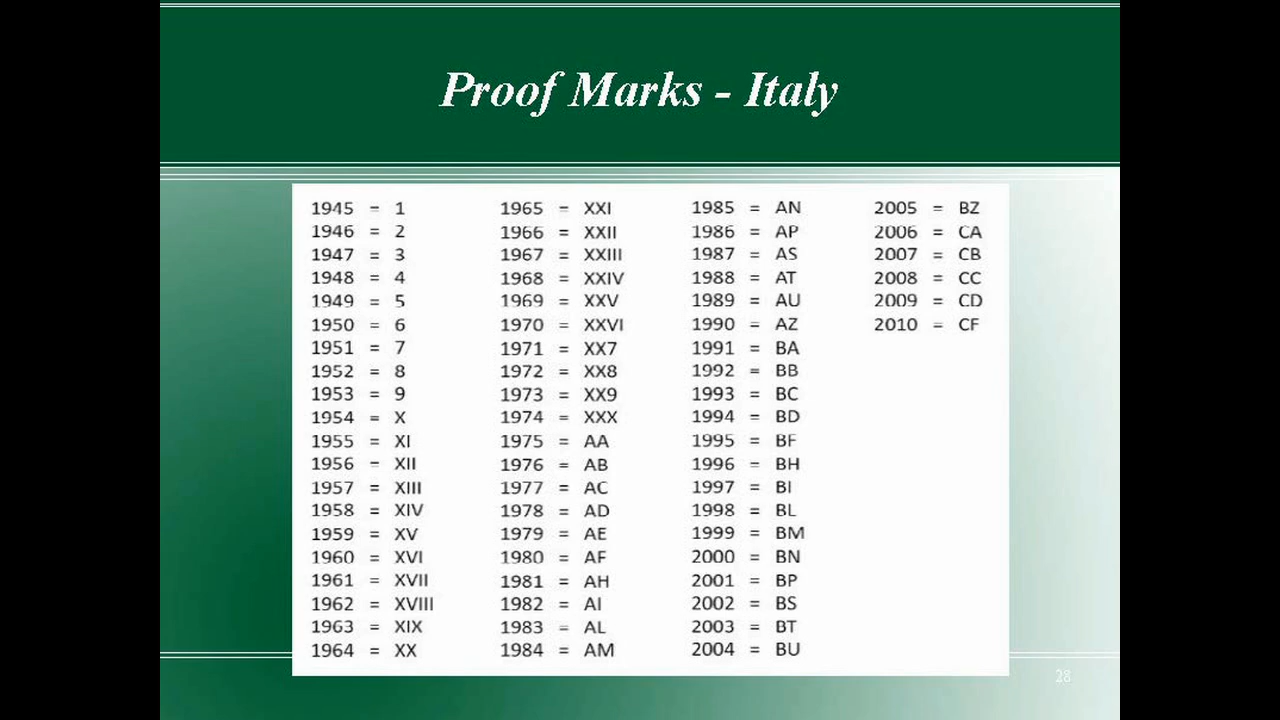 Proof Marks - Italy
1945 = 1 1965 = XXI 1985 = AN 2005 = BZ
1946 = 2 1966 = XXII 1986 = AP 2006 = CA
1947 = 3 1967 = XXIII 1987 = AS 2007 = CB
1948 = 4 1968 = XXIV 1988 = AT 2008 = CC
1949 = 5 1969 = XXV 1989 = AU 2009 = CD
1950 = 6 1970 = XXVI 1990 = AZ 2010 = CF
1951 = 7 1971 = XX7 1991 = BA
1952 = 8 1972 = XX8 1992 = BB
1953 = 9 1973 = XX9 1993 = BC
1954 = X 1974 = XXX 1994 = BD
1955 = XI 1975 = AA 1995 = BF
1956 = XII 1976 = AB 1996 = BH
1957 = XIII 1977 = AC 1997 = BI
1958 = XIV 1978 = AD 1998 = BL
1959 = XV 1979 = AE 1999 = BM
1960 = XVI 1980 = AF 2000 = BN
1961 = XVII 1981 = AH 2001 = BP
1962 = XVIII 1982 = AI 2002 = BS
1963 = XIX 1983 = AL 2003 = BT
1964 = XX 1984 = AM 2004 = BU
28